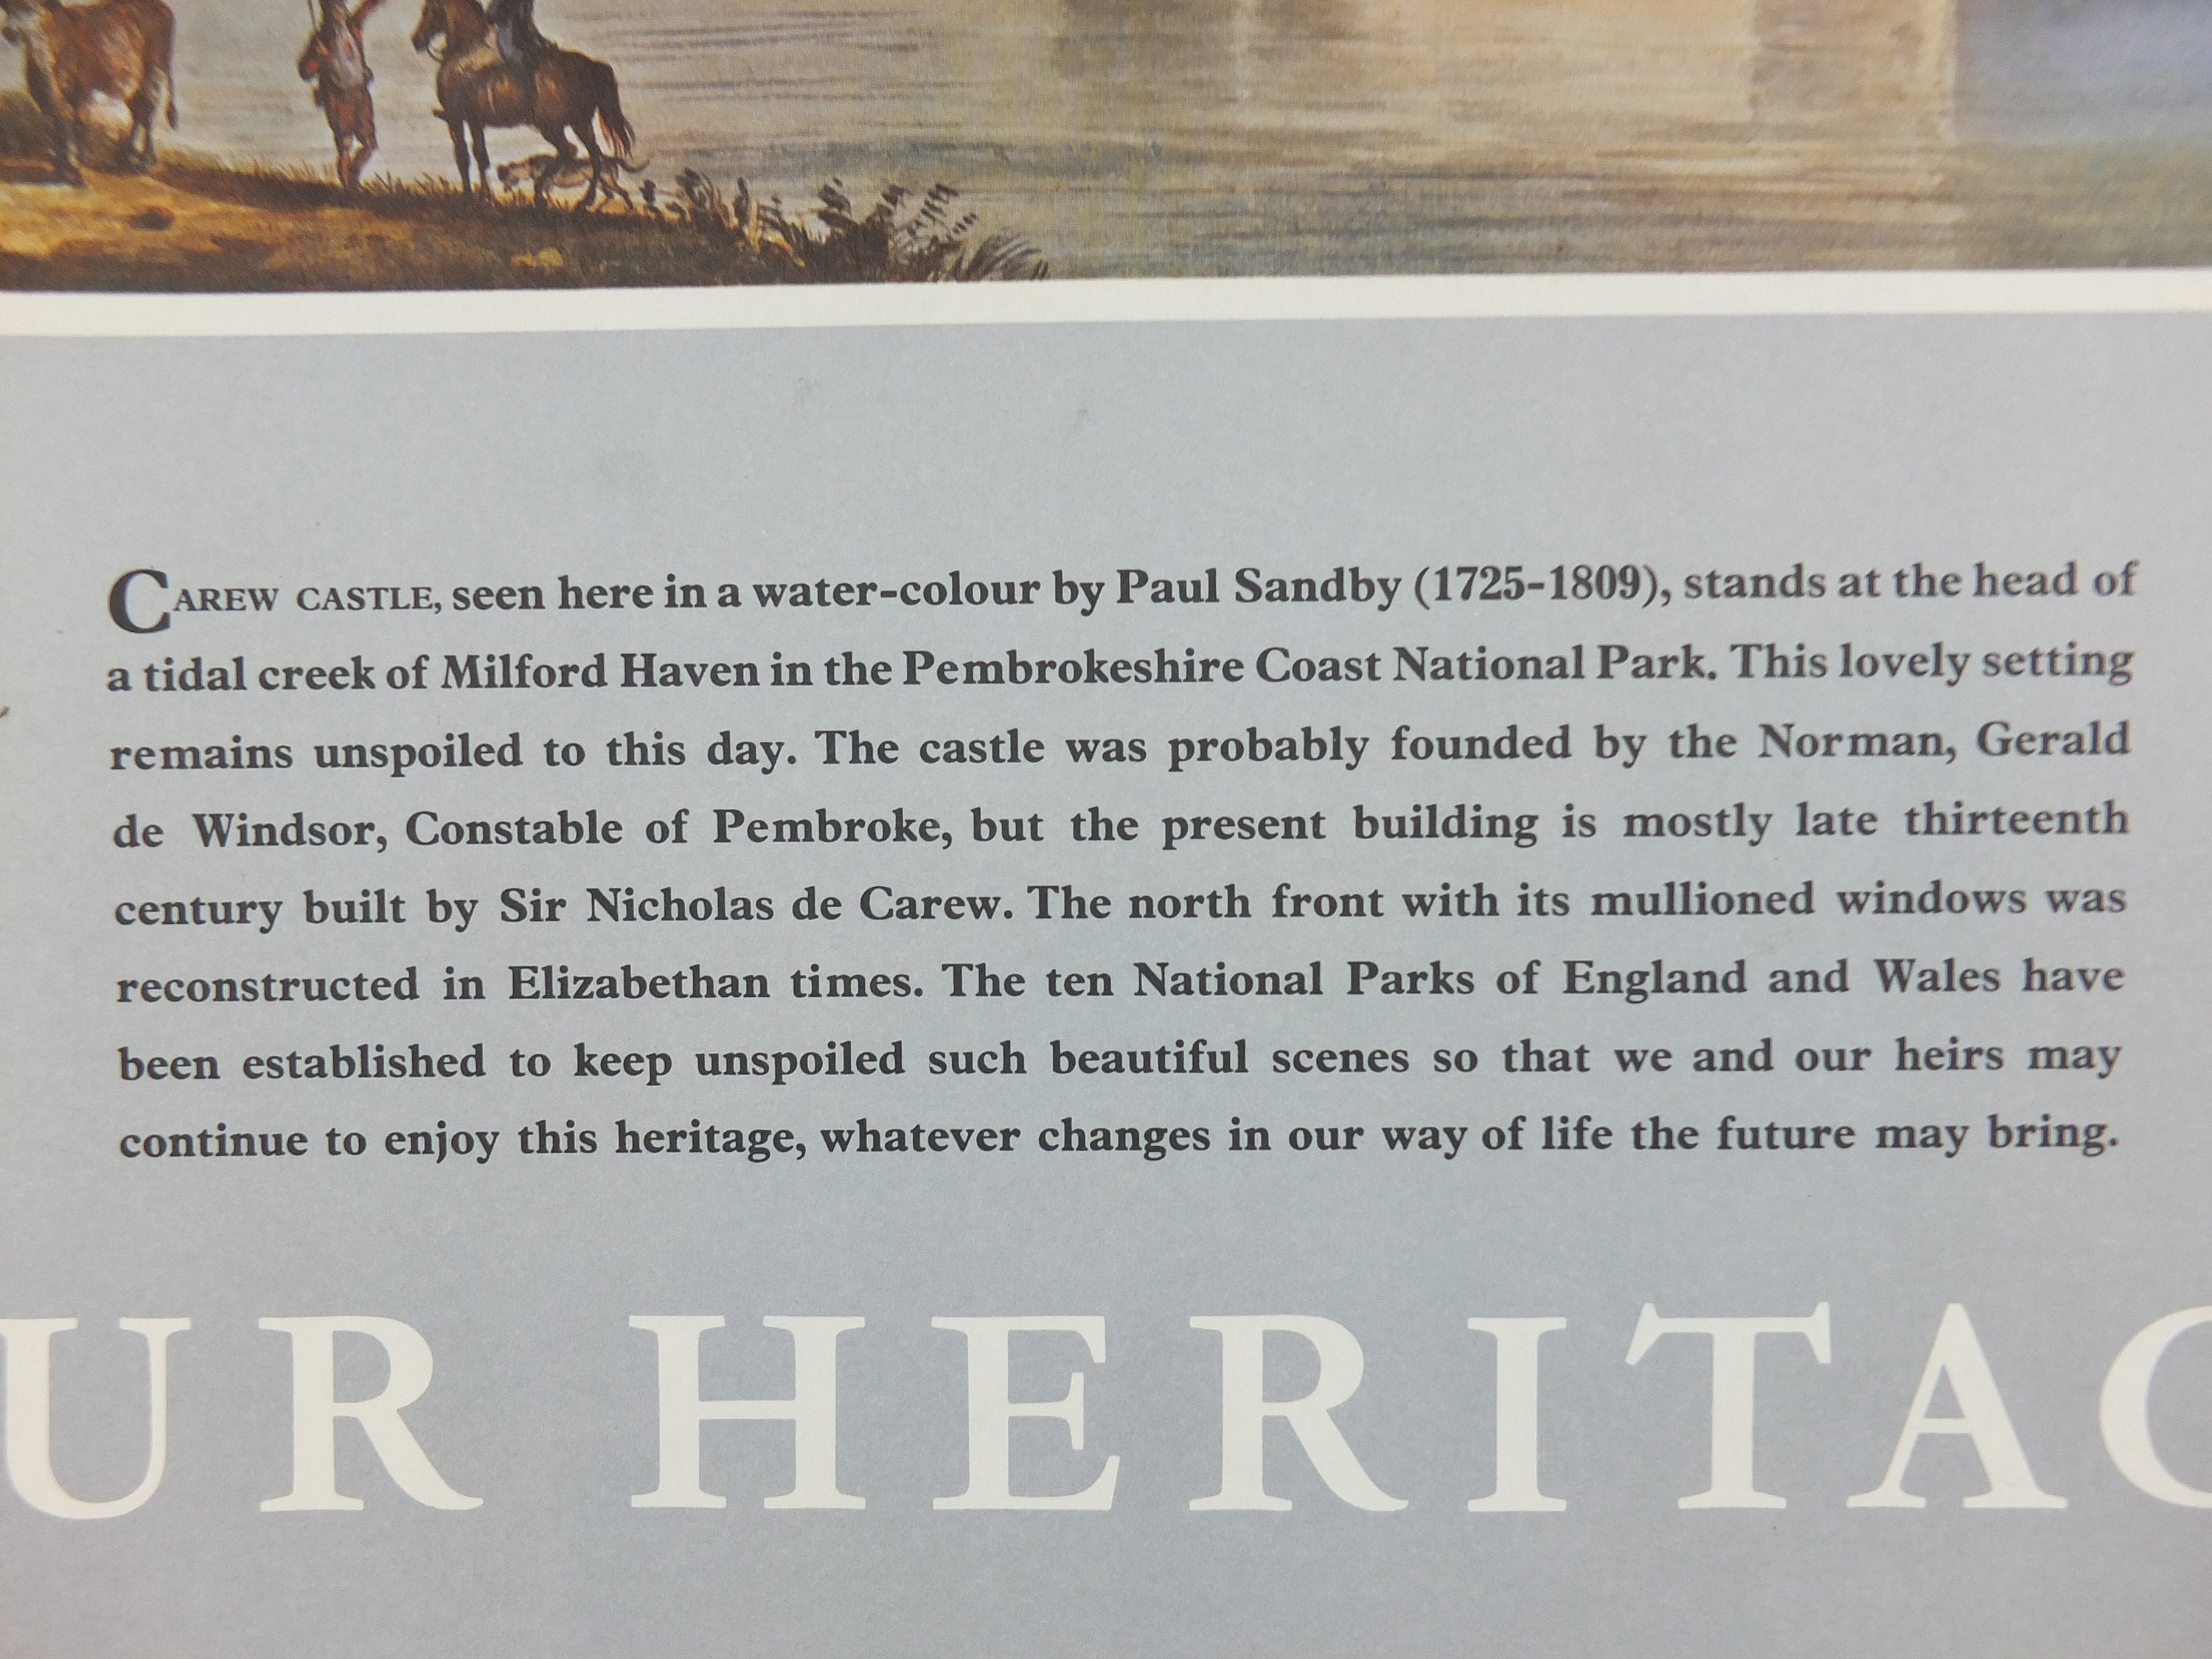 CAREW CASTLE, seen here in a water-colour by Paul Sandby (1725-1809), stands at the head of
a tidal creek of Milford Haven in the Pembrokeshire Coast National Park. This lovely setting
remains unspoiled to this day. The castle was probably founded by the Norman, Gerald
de Windsor, Constable of Pembroke, but the present building is mostly late thirteenth
century built by Sir Nicholas de Carew. The north front with its mullioned windows was
reconstructed in Elizabethan times. The ten National Parks of England and Wales have
been established to keep unspoiled such beautiful scenes so that we and our heirs may
continue to enjoy this heritage, whatever changes in our way of life the future may bring.
UR HERITAG